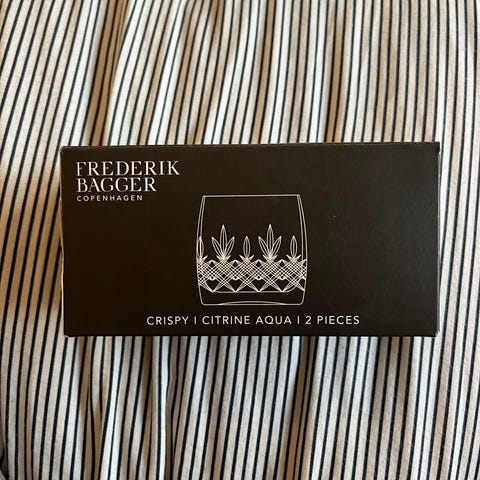 FREDERIK
BAGGER
COPENHAGEN
CRISPY | CITRINE AQUA | 2 PIECES